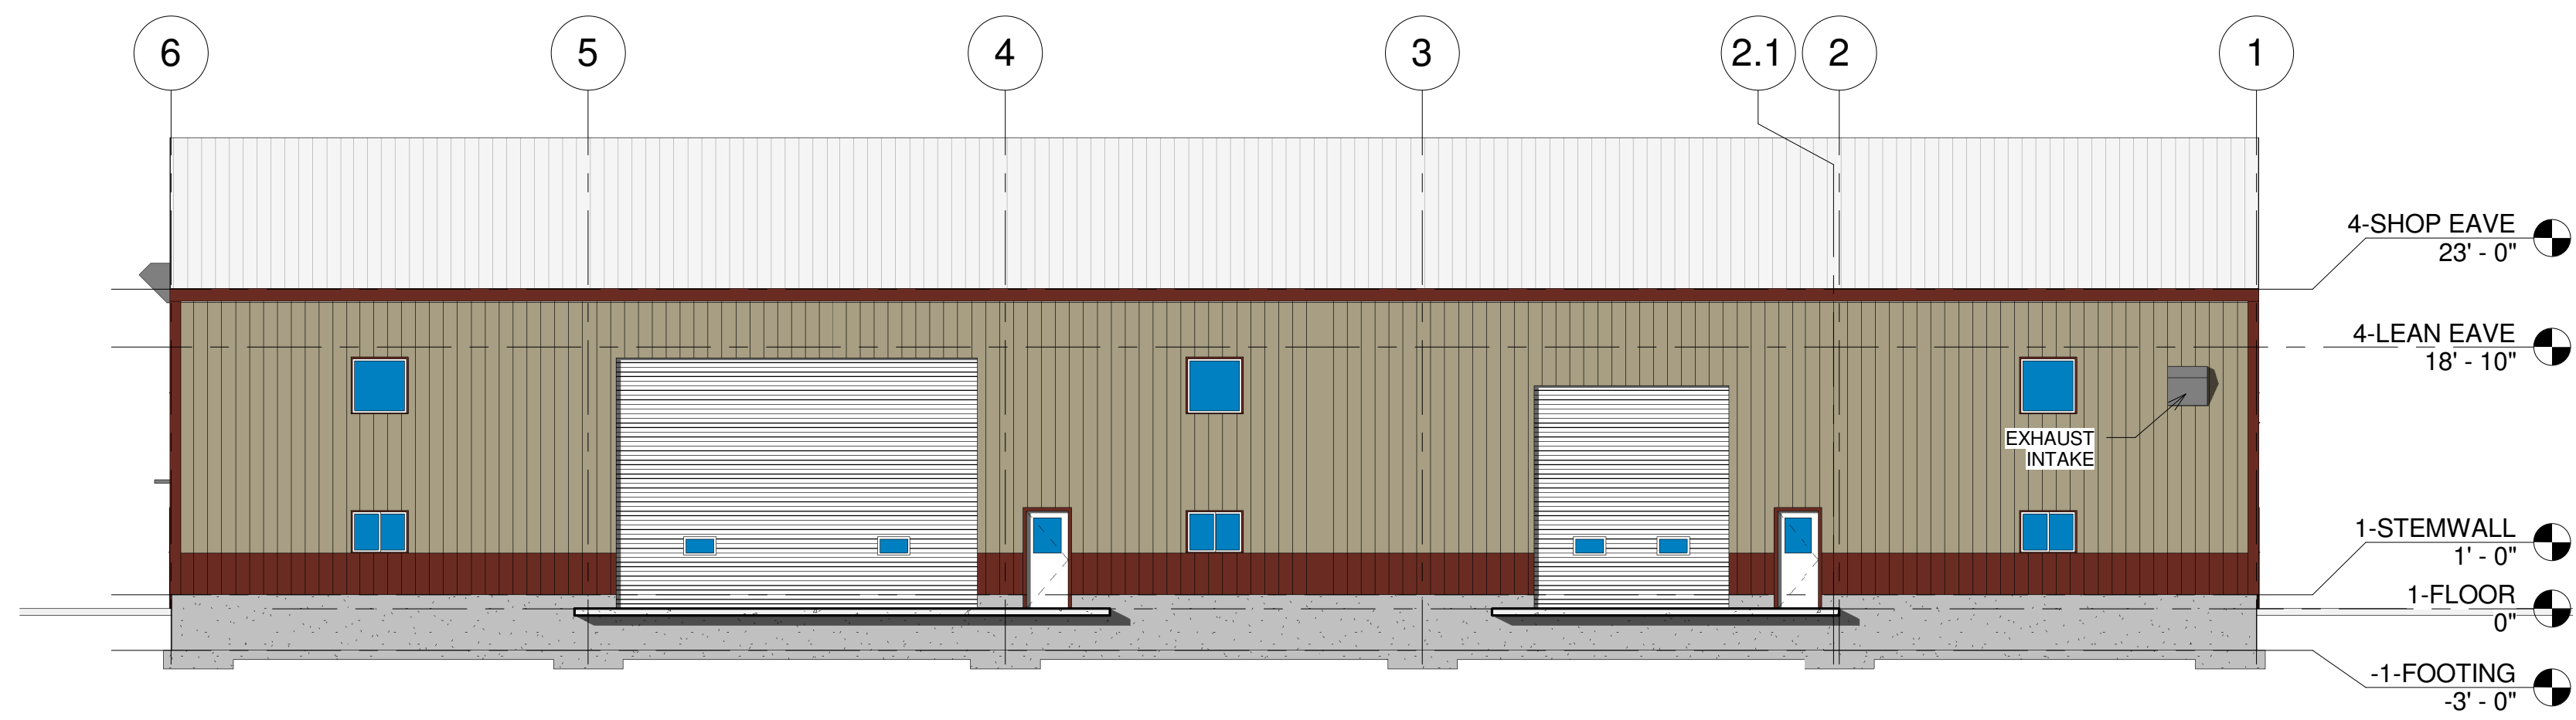 6
5
4
3
2.1
2
1
4-SHOP EAVE
23' - 0"
4-LEAN EAVE
18' - 10"
EXHAUST
INTAKE
1-STEMWALL
1' - 0"
1-FLOOR
0"
-1-FOOTING
-3' - 0"